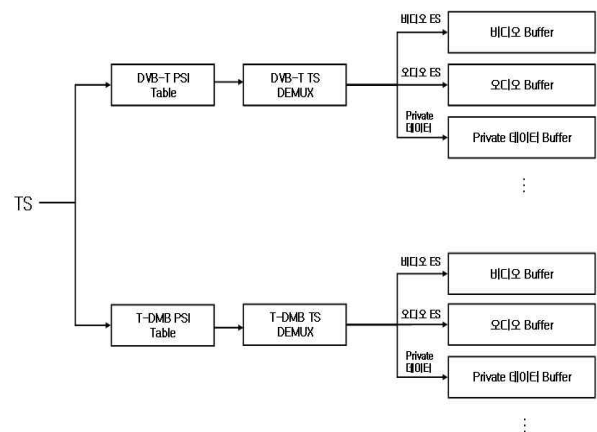 비디오 ES
비디오 Buffer
DVB-T PSI
Table
DVB-T TS
DEMUX
오디오 ES
오디오 Buffer
Private
데이터
Private 데이터 Buffer
⋮
TS
비디오 ES
비디오 Buffer
T-DMB PSI
Table
T-DMB TS
DEMUX
오디오 ES
오디오 Buffer
Private
데이터
Private 데이터 Buffer
⋮